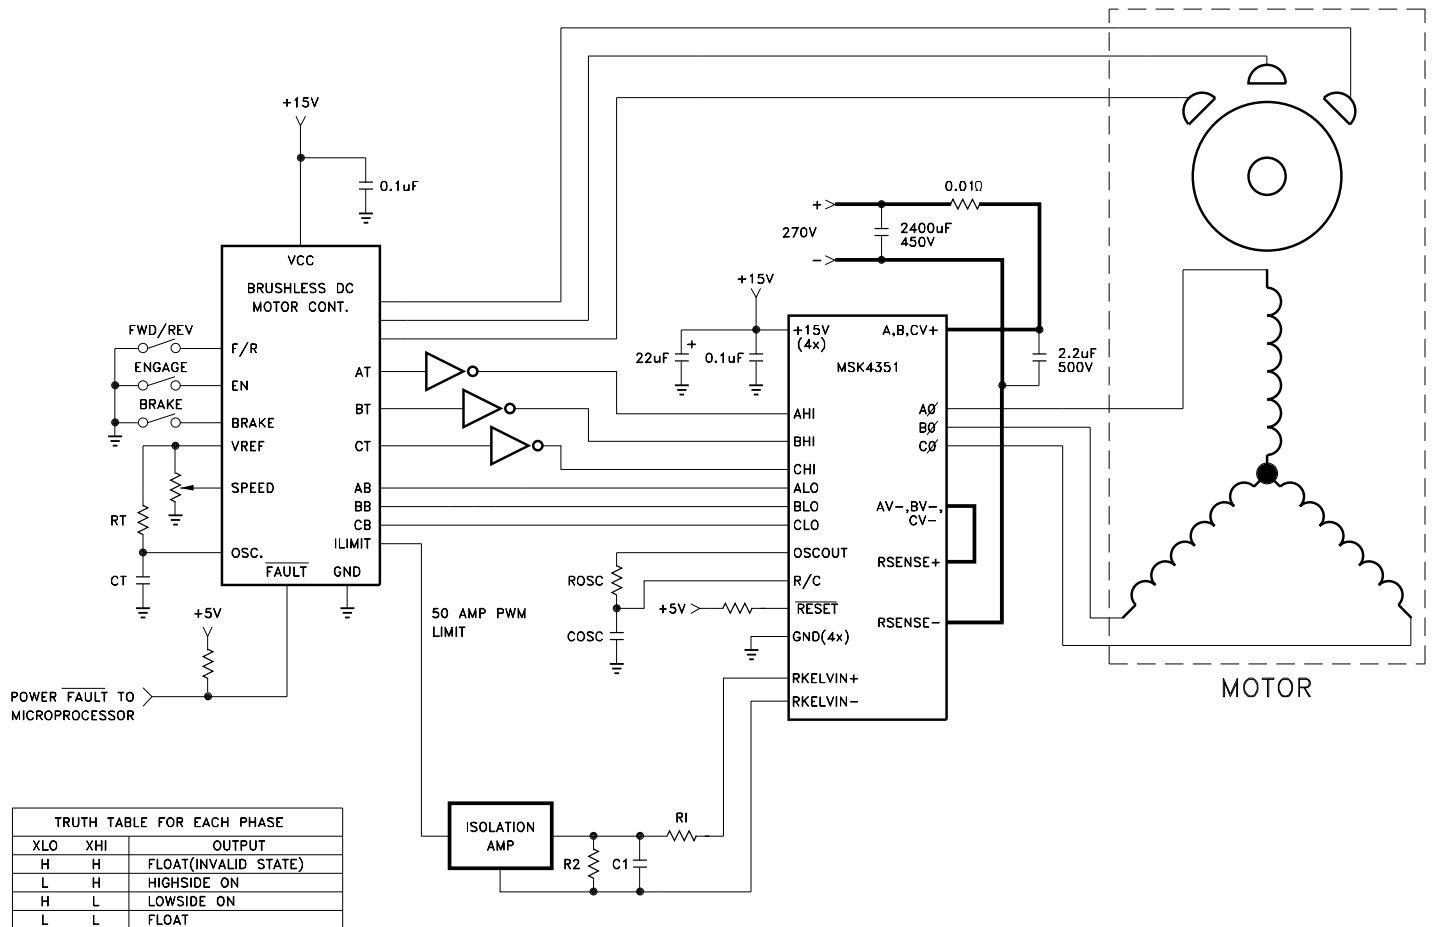 +15V
0.1uF
VCC
BRUSHLESS DC
MOTOR CONT.
FWD/REV
F/R
ENGAGE
EN
BRAKE
BRAKE
VREF
SPEED
RT
OSC.
CT
FAULT
GND
AT
BT
CT
AB
BB
CB
ILIMIT
+5V
POWER FAULT TO
MICROPROCESSOR
50 AMP PWM
LIMIT
0.01Ω
+
270V
2400uF
450V
−
+15V
22uF
+
0.1uF
+15V
(4x)
A,B,CV+
MSK4351
2.2uF
500V
AHI
BHI
CHI
ALO
BLO
CLO
OSCOUT
R/C
RESET
GND(4x)
RKELVIN+
RKELVIN−
AØ
BØ
CØ
AV−,BV−,
CV−
RSENSE+
RSENSE−
ROSC
COSC
+5V
MOTOR
ISOLATION
AMP
R1
R2
C1
TRUTH TABLE FOR EACH PHASE
XLO XHI OUTPUT
H H FLOAT(INVALID STATE)
L H HIGHSIDE ON
H L LOWSIDE ON
L L FLOAT